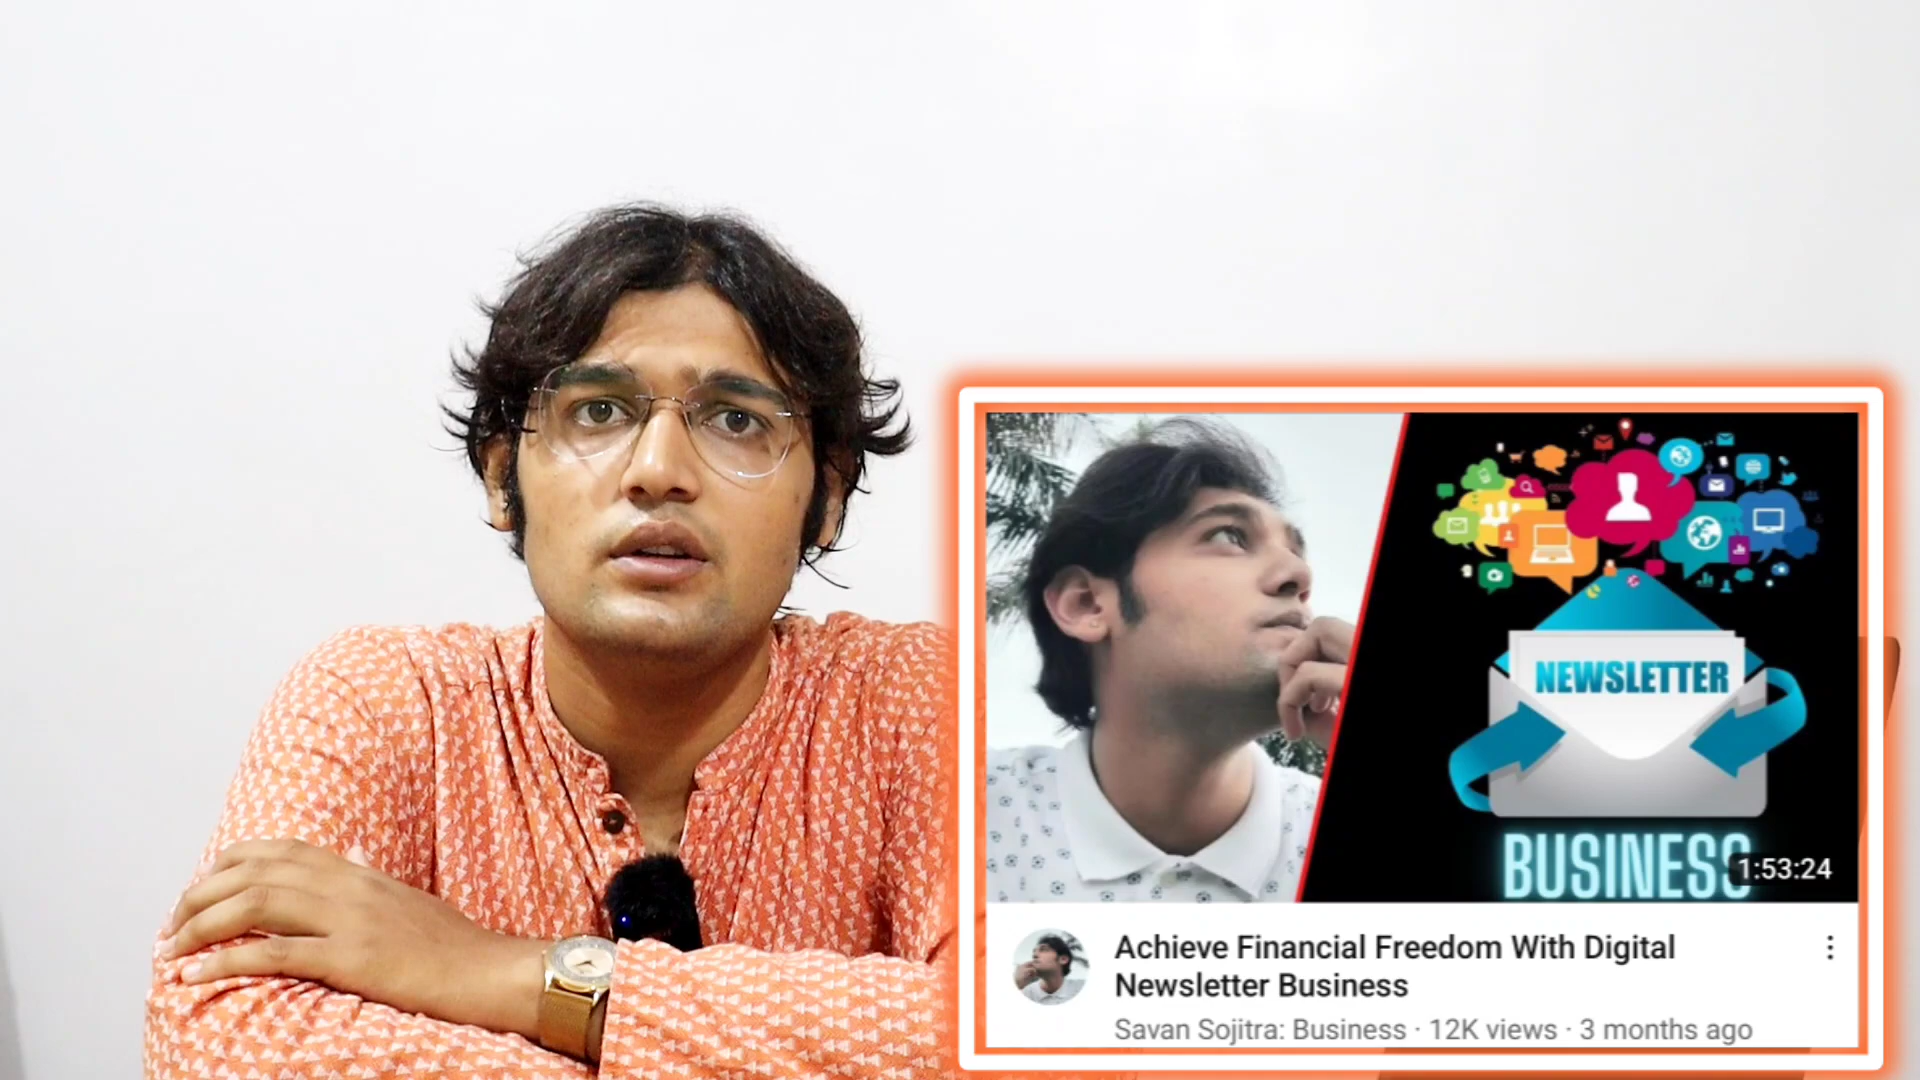 NEWSLETTER
BUSINESS
1:53:24
Achieve Financial Freedom With Digital
Newsletter Business
Savan Sojitra: Business · 12K views · 3 months ago